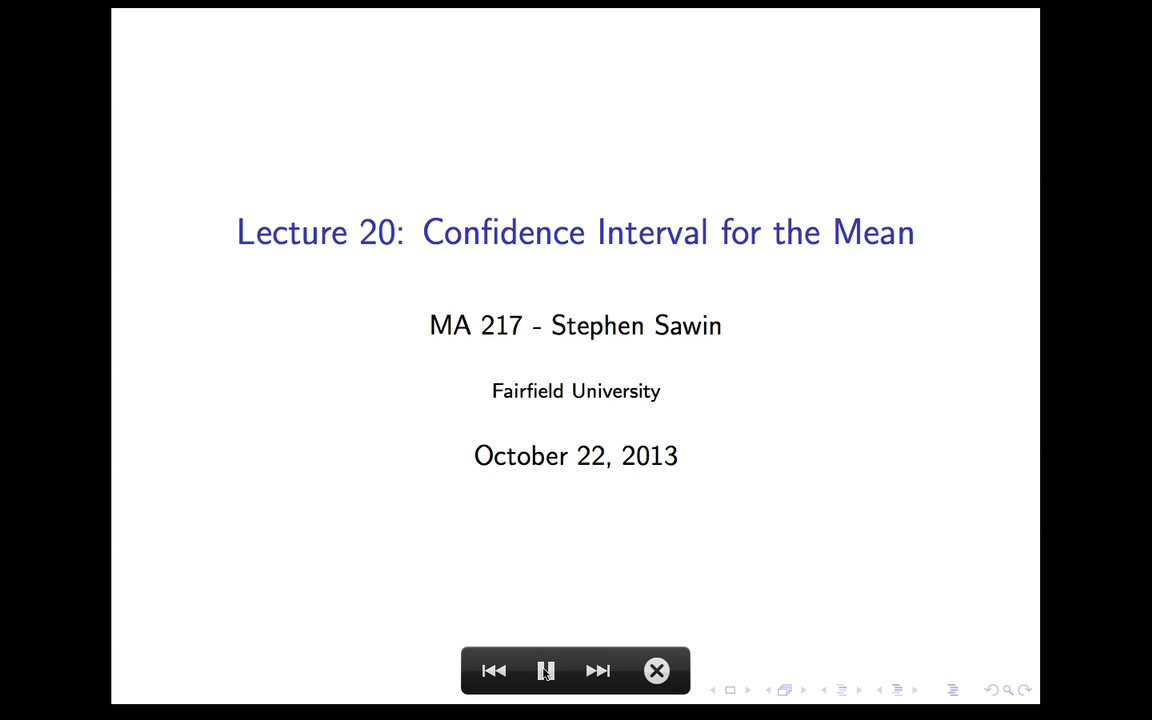 Lecture 20: Confidence Interval for the Mean
MA 217 - Stephen Sawin
Fairfield University
October 22, 2013